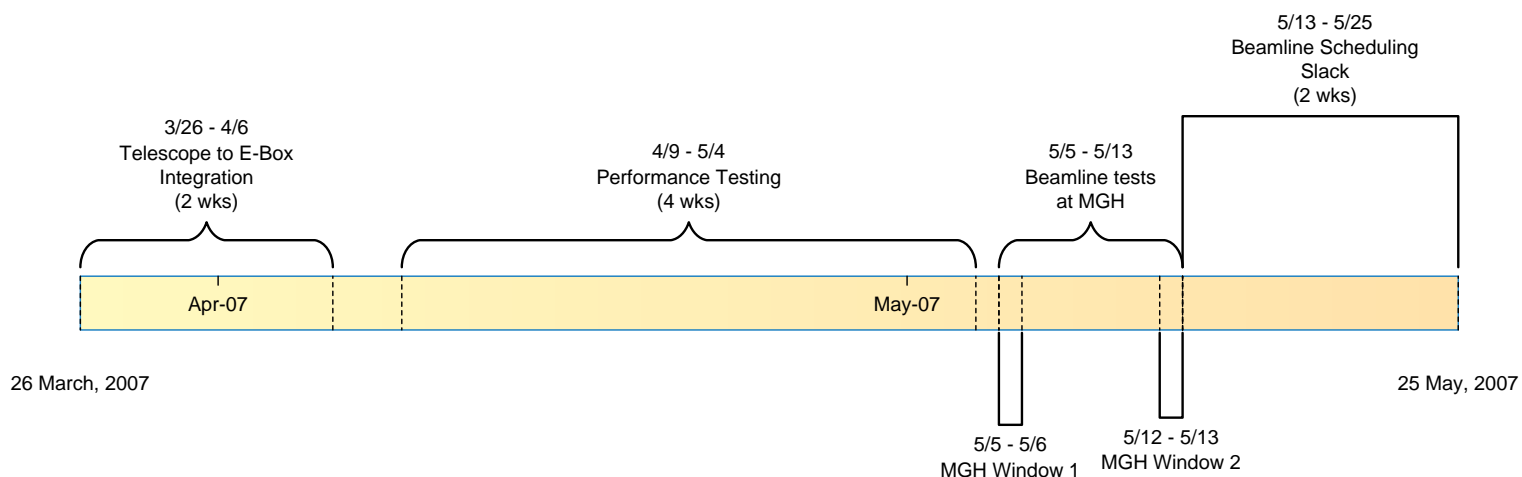 5/13 - 5/25
Beamline Scheduling
Slack
(2 wks)
3/26 - 4/6
Telescope to E-Box
Integration
(2 wks)
4/9 - 5/4
Performance Testing
(4 wks)
5/5 - 5/13
Beamline tests
at MGH
Apr-07
May-07
26 March, 2007
25 May, 2007
5/5 - 5/6
MGH Window 1
5/12 - 5/13
MGH Window 2